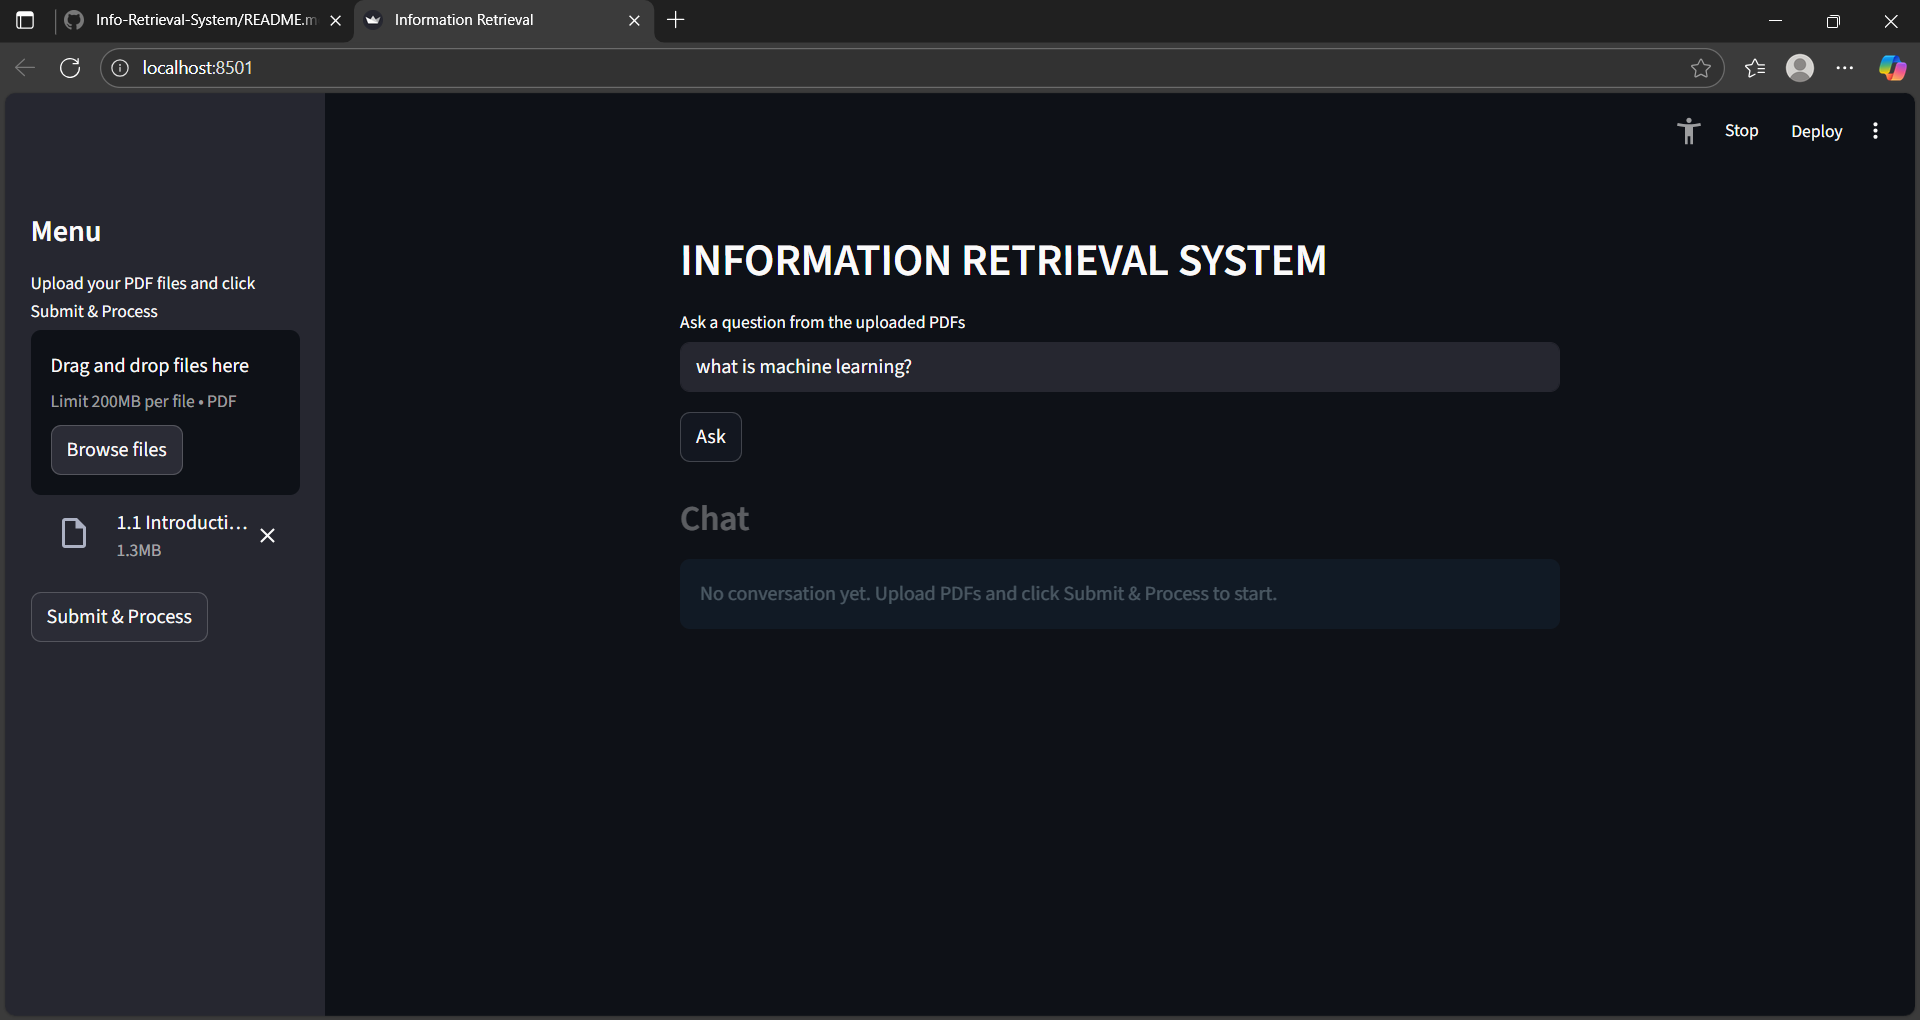 Info-Retrieval-System/README.m
Information Retrieval
localhost:8501
Stop
Deploy
Menu
Upload your PDF files and click
Submit & Process
Drag and drop files here
Limit 200MB per file • PDF
Browse files
1.1 Introducti...
1.3MB
Submit & Process
INFORMATION RETRIEVAL SYSTEM
Ask a question from the uploaded PDFs
what is machine learning?
Ask
Chat
No conversation yet. Upload PDFs and click Submit & Process to start.